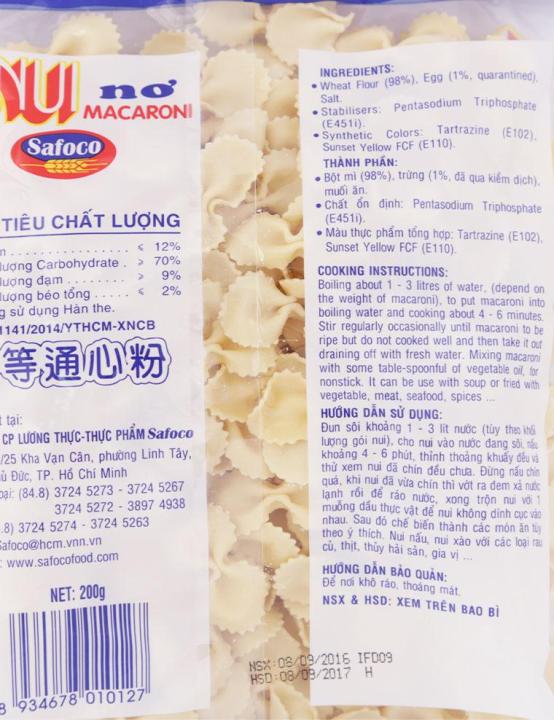 NUI nơ
MACARONI
Safoco
TIÊU CHẤT LƯỢNG
................ ≤ 12%
lượng Carbohydrate . ≥ 70%
lượng đạm ........ ≥ 9%
lượng béo tổng ..... ≤ 2%
g sử dụng Hàn the.
1141/2014/YTHCM-XNCB
等通心粉
t tại:
CP LƯƠNG THỰC-THỰC PHẨM Safoco
/25 Kha Vạn Cân, phường Linh Tây,
Đức, TP. Hồ Chí Minh
oại: (84.8) 3724 5273 - 3724 5267
3724 5272 - 3897 4938
.8) 3724 5274 - 3724 5263
Safoco@hcm.vnn.vn
: www.safocofood.com
NET: 200g
8 934678 010127
INGREDIENTS:
• Wheat Flour (98%), Egg (1%, quarantined),
Salt.
• Stabilisers: Pentasodium Triphosphate
(E451i).
• Synthetic Colors: Tartrazine (E102),
Sunset Yellow FCF (E110).
THÀNH PHẦN:
• Bột mì (98%), trứng (1%, đã qua kiểm dịch),
muối ăn.
• Chất ổn định: Pentasodium Triphosphate
(E451i).
• Màu thực phẩm tổng hợp: Tartrazine (E102),
Sunset Yellow FCF (E110).
COOKING INSTRUCTIONS:
Boiling about 1 - 3 litres of water, (depend on
the weight of macaroni), to put macaroni into
boiling water and cooking about 4 - 6 minutes.
Stir regularly occasionally until macaroni to be
ripe but do not cooked well and then take it out
draining off with fresh water. Mixing macaroni
with some table-spoonful of vegetable oil, for
nonstick. It can be use with soup or fried with
vegetable, meat, seafood, spices ...
HƯỚNG DẪN SỬ DỤNG:
Đun sôi khoảng 1 - 3 lít nước (tùy theo khối
lượng gói nui), cho nui vào nước đang sôi, nấu
khoảng 4 - 6 phút, thỉnh thoảng khuấy đều và
thử xem nui đã chín đều chưa. Đừng nấu chín
quá, khi nui đã vừa chín thì vớt ra đem xả nước
lạnh rồi để ráo nước, xong trộn nui với 1
muỗng dầu thực vật để nui không dính cục vào
nhau. Sau đó chế biến thành các món ăn tùy
theo ý thích. Nui nấu, nui xào với các loại rau
củ, thịt, thủy hải sản, gia vị ...
HƯỚNG DẪN BẢO QUẢN:
Để nơi khô ráo, thoáng mát.
NSX & HSD: XEM TRÊN BAO BÌ
NSX:08/09/2016 IFD09
HSD:08/09/2017 H